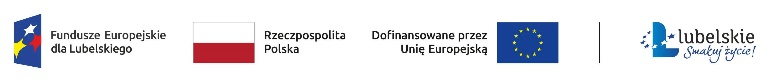 Fundusze Europejskie
dla Lubelskiego
Rzeczpospolita
Polska
Dofinansowane przez
Unię Europejską
lubelskie
Smakuj życie!